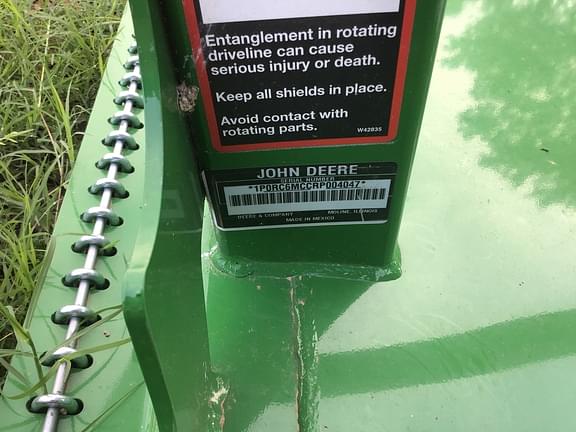 Entanglement in rotating
driveline can cause
serious injury or death.
Keep all shields in place.
Avoid contact with
rotating parts.
W42835
JOHN DEERE
SERIAL NUMBER
*1P0RC6MCCRP004047*
DEERE & COMPANY MOLINE, ILLINOIS
MADE IN MEXICO